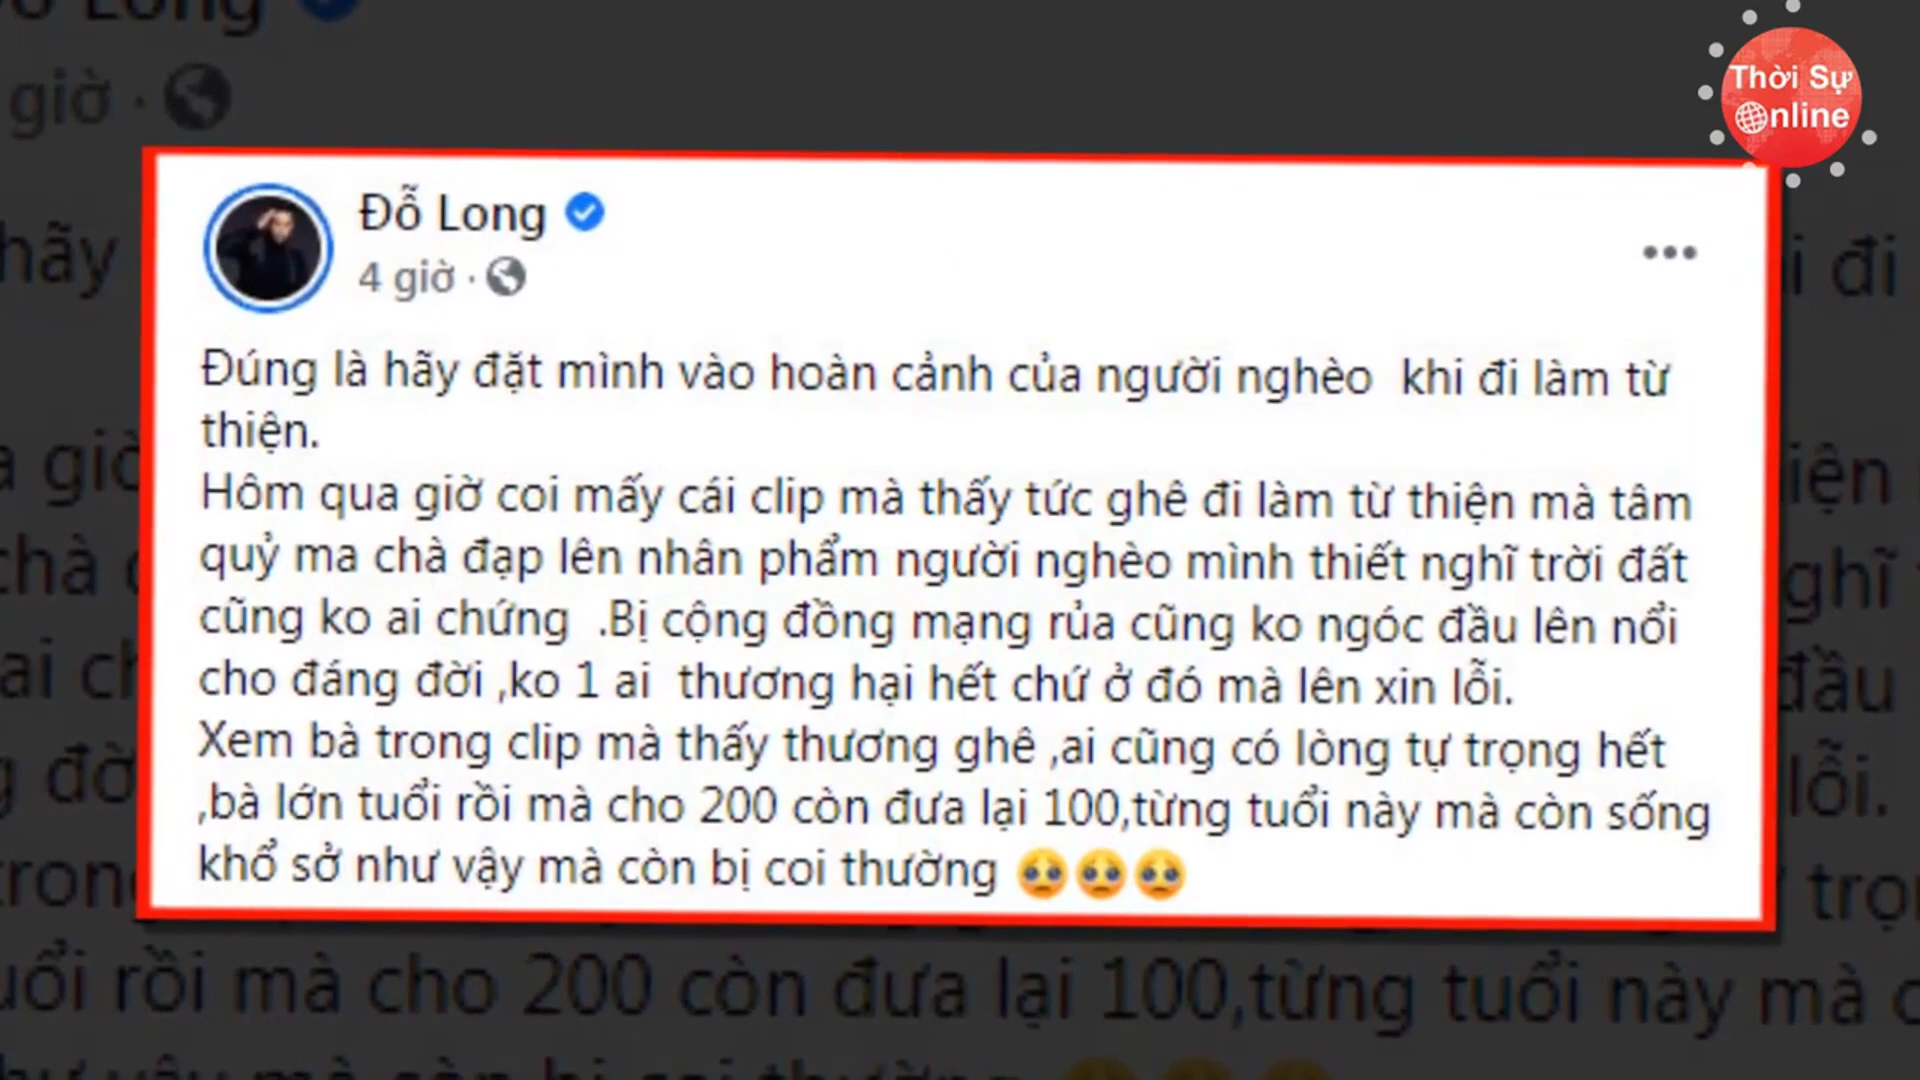 Thời Sự
Online
Đỗ Long
4 giờ ·
Đúng là hãy đặt mình vào hoàn cảnh của người nghèo khi đi làm từ
thiện.
Hôm qua giờ coi mấy cái clip mà thấy tức ghê đi làm từ thiện mà tâm
quỷ ma chà đạp lên nhân phẩm người nghèo mình thiết nghĩ trời đất
cũng ko ai chứng .Bị cộng đồng mạng rủa cũng ko ngóc đầu lên nổi
cho đáng đời ,ko 1 ai thương hại hết chứ ở đó mà lên xin lỗi.
Xem bà trong clip mà thấy thương ghê ,ai cũng có lòng tự trọng hết
,bà lớn tuổi rồi mà cho 200 còn đưa lại 100,từng tuổi này mà còn sống
khổ sở như vậy mà còn bị coi thường 🥺🥺🥺